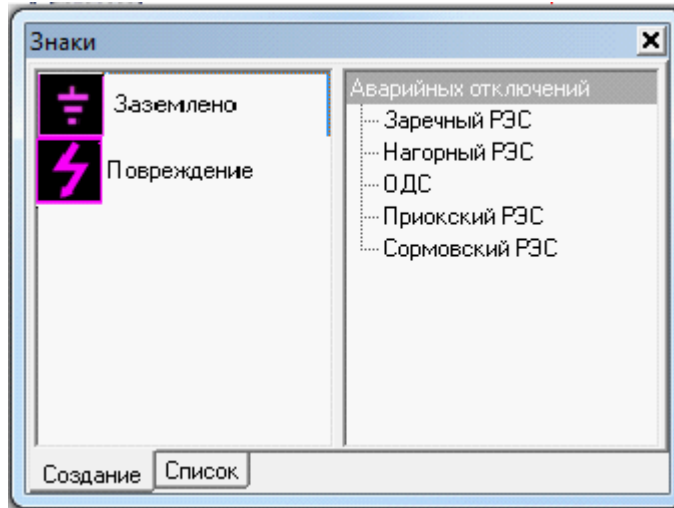 Знаки
Заземлено
Повреждение
Аварийных отключений
Заречный РЭС
Нагорный РЭС
ОДС
Приокский РЭС
Сормовский РЭС
Создание
Список